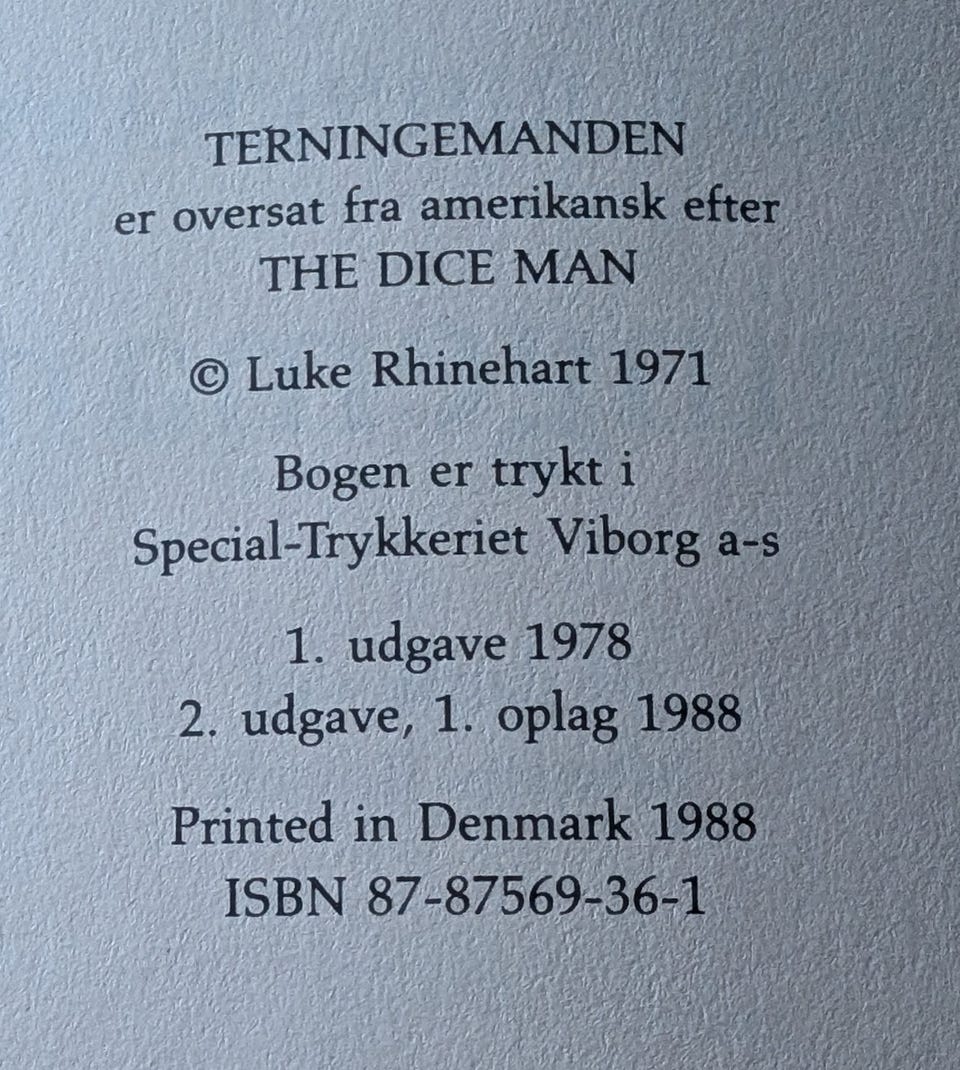 TERNINGEMANDEN
er oversat fra amerikansk efter
THE DICE MAN
© Luke Rhinehart 1971
Bogen er trykt i
Special-Trykkeriet Viborg a-s
1. udgave 1978
2. udgave, 1. oplag 1988
Printed in Denmark 1988
ISBN 87-87569-36-1